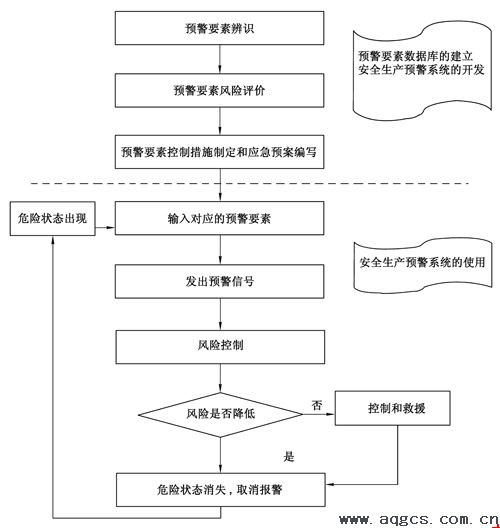 预警要素辨识
预警要素数据库的建立
安全生产预警系统的开发
预警要素风险评价
预警要素控制措施制定和应急预案编写
危险状态出现
输入对应的预警要素
安全生产预警系统的使用
发出预警信号
风险控制
风险是否降低
否
控制和救援
是
危险状态消失,取消报警
www.aqgcs.com.cn